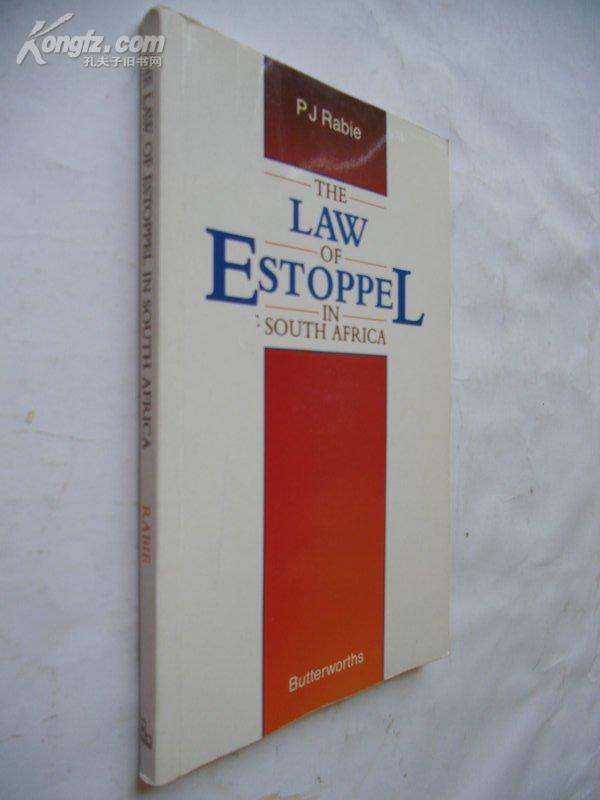 Kongfz.com
孔夫子旧书网
THE LAW OF ESTOPPEL IN SOUTH AFRICA
RABIE
PJ Rabie
THE
LAW
OF
ESTOPPEL
IN
SOUTH AFRICA
Butterworths